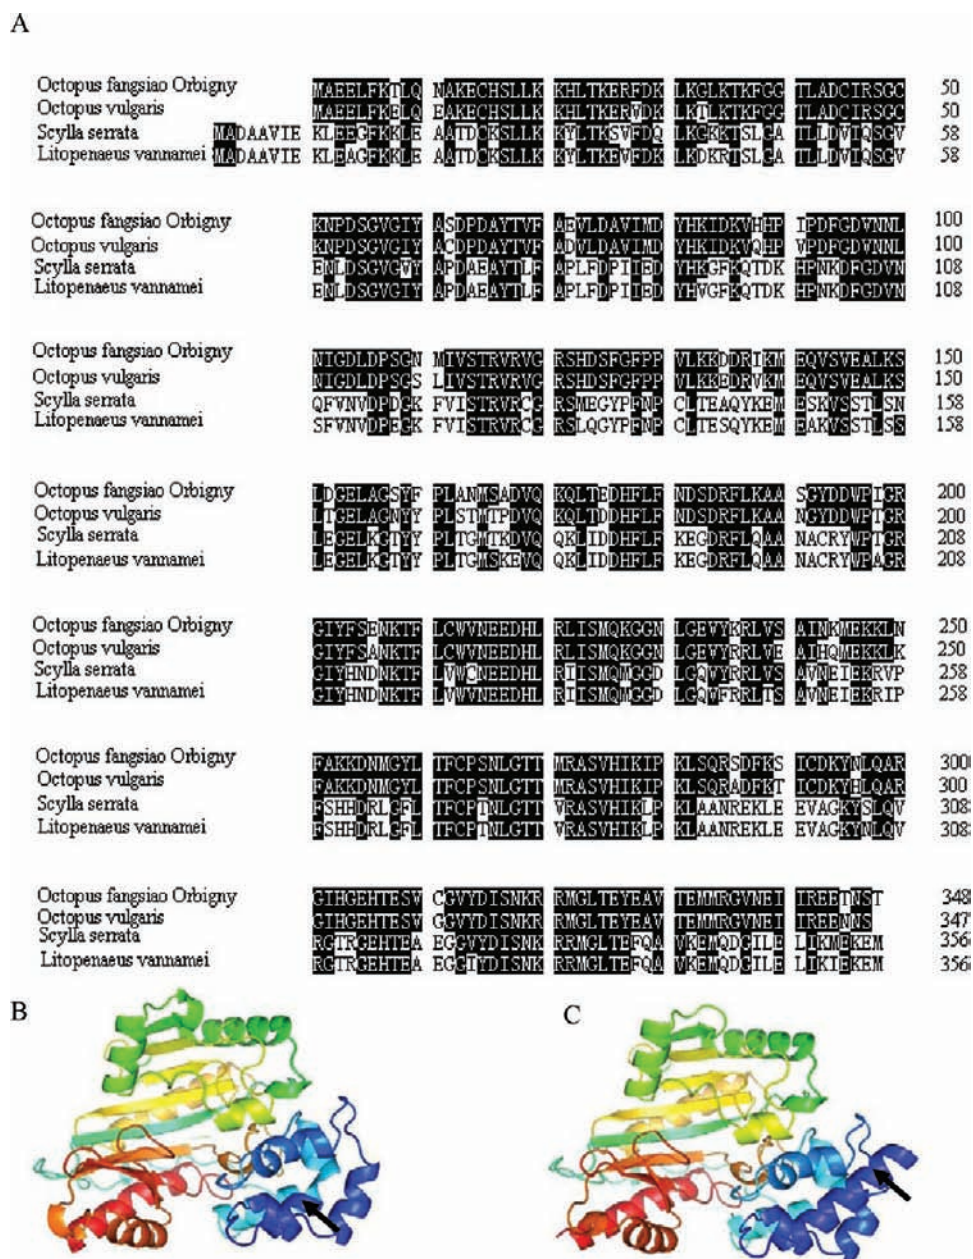 A
Octopus fangsiao Orbigny MAEELFKTLQ NAKECHSLLK KHLTKERFDK LKGLKTKFGG TLADCIRSGC 50
Octopus vulgaris MAEELFKELQ EAKECHSLLK KHLTKERVDK LKTLKTKFGG TLADCIRSGC 50
Scylla serrata MADAAVIE KLEEGFKKLE AATDCKSLLK KYLTKSVFDQ LKGKKTSLGA TLLDVIQSGV 58
Litopenaeus vannamei MADAAVIE KLEAGFKKLE AATDCKSLLK KYLTKEVFDK LKDKRTSLGA TLLDVIQSGV 58
Octopus fangsiao Orbigny KNPDSGVGIY ASDPDAYTVF AEVLDAVIMD YHKIDKVHHP IPDFGDVNNL 100
Octopus vulgaris KNPDSGVGIY ACDPDAYTVF ADVLDAVIMD YHKIDKVQHP VPDFGDVNNL 100
Scylla serrata ENLDSGVGVY APDAEAYTLF APLFDPIIED YHKGFKQTDK HPNKDFGDVN 108
Litopenaeus vannamei ENLDSGVGIY APDAEAYTLF APLFDPIIED YHVGFKQTDK HPNKDFGDVN 108
Octopus fangsiao Orbigny NIGDLDPSGN MIVSTRVRVG RSHDSFGFPP VLKKDDRIKM EQVSVEALKS 150
Octopus vulgaris NIGDLDPSGS LIVSTRVRVG RSHDSFGFPP VLKKEDRVKM EQVSVEALKS 150
Scylla serrata QFVNVDPDGK FVISTRVRCG RSMEGYPFNP CLTEAQYKEM ESKVSSTLSN 158
Litopenaeus vannamei SFVNVDPEGK FVISTRVRCG RSLQGYPFNP CLTESQYKEM EAKVSSTLSS 158
Octopus fangsiao Orbigny LDGELAGSYF PLANMSADVQ KQLTEDHFLF NDSDRFLKAA SGYDDWPIGR 200
Octopus vulgaris LTGELAGNYY PLSTMTPDVQ KQLTDDHFLF NDSDRFLKAA NGYDDWPTGR 200
Scylla serrata LEGELKGTYY PLTGMTKDVQ QKLIDDHFLF KEGDRFLQAA NACRYWPTGR 208
Litopenaeus vannamei LEGELKGTYY PLTGMSKEVQ QKLIDDHFLF KEGDRFLQAA NACRYWPAGR 208
Octopus fangsiao Orbigny GIYFSENKTF LCWVNEEDHL RLISMQKGGN LGEVYKRLVS AINKMEKKLN 250
Octopus vulgaris GIYFSANKTF LCWVNEEDHL RLISMQKGGN LGEVYRRLVE AIHQMEKKLK 250
Scylla serrata GIYHNDNKTF LVWCNEEDHL RIISMQMGGD LGQVYRRLVS AVNEIEKRVP 258
Litopenaeus vannamei GIYHNDNKTF LVWVNEEDHL RIISMQMGGD LGQVFRRLTS AVNEIEKRIP 258
Octopus fangsiao Orbigny FAKKDNMGYL TFCPSNLGTT MRASVHIKIP KLSQRSDFKS ICDKYNLQAR 300
Octopus vulgaris FAKKDNMGYL TFCPSNLGTT MRASVHIKIP KLSQRADFKT ICDKYHLQAR 300
Scylla serrata FSHHDRLGFL TFCPTNLGTT VRASVHIKLP KLAANREKLE EVAGKYSLQV 308
Litopenaeus vannamei FSHHDRLGFL TFCPTNLGTT VRASVHIKLP KLAANREKLE EVAGKYNLQV 308
Octopus fangsiao Orbigny GIHGEHTESV CGVYDISNKR RMGLTEYEAV TEMMRGVNEI IREETNST 348
Octopus vulgaris GIHGEHTESV GGVYDISNKR RMGLTEYEAV TEMMRGVNEI IREENNS 347
Scylla serrata RGTRGEHTEA EGGVYDISNK RRMGLTEFQA VKEMQDGILE LIKMEKEM 356
Litopenaeus vannamei RGTRGEHTEA EGGIYDISNK RRMGLTEFQA VKEMQDGILE LIKIEKEM 356
B
C